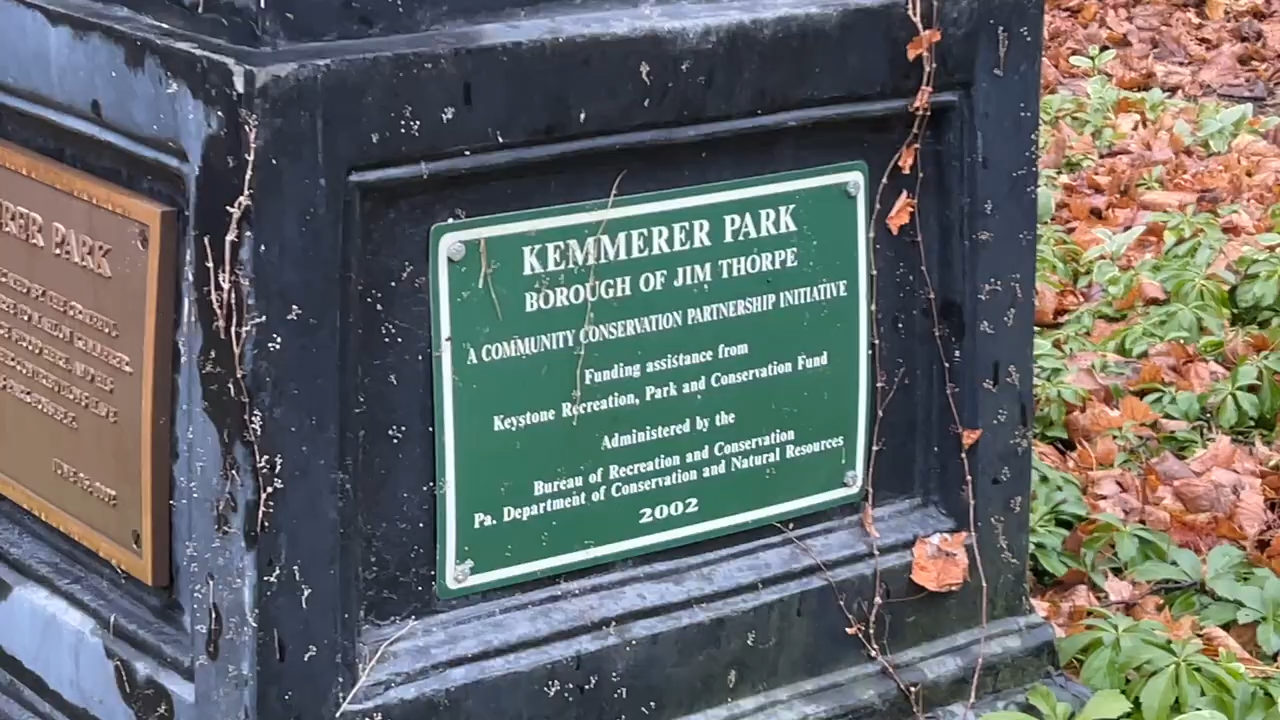 RER PARK
KEMMERER PARK
BOROUGH OF JIM THORPE
A COMMUNITY CONSERVATION PARTNERSHIP INITIATIVE
Funding assistance from
Keystone Recreation, Park and Conservation Fund
Administered by the
Bureau of Recreation and Conservation
Pa. Department of Conservation and Natural Resources
2002